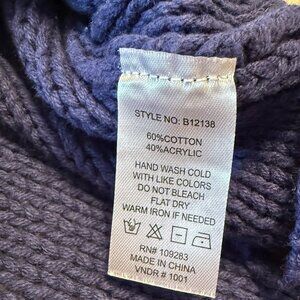 STYLE NO: B12138
60%COTTON
40%ACRYLIC
HAND WASH COLD
WITH LIKE COLORS
DO NOT BLEACH
FLAT DRY
WARM IRON IF NEEDED
RN# 109283
MADE IN CHINA
VNDR # 1001